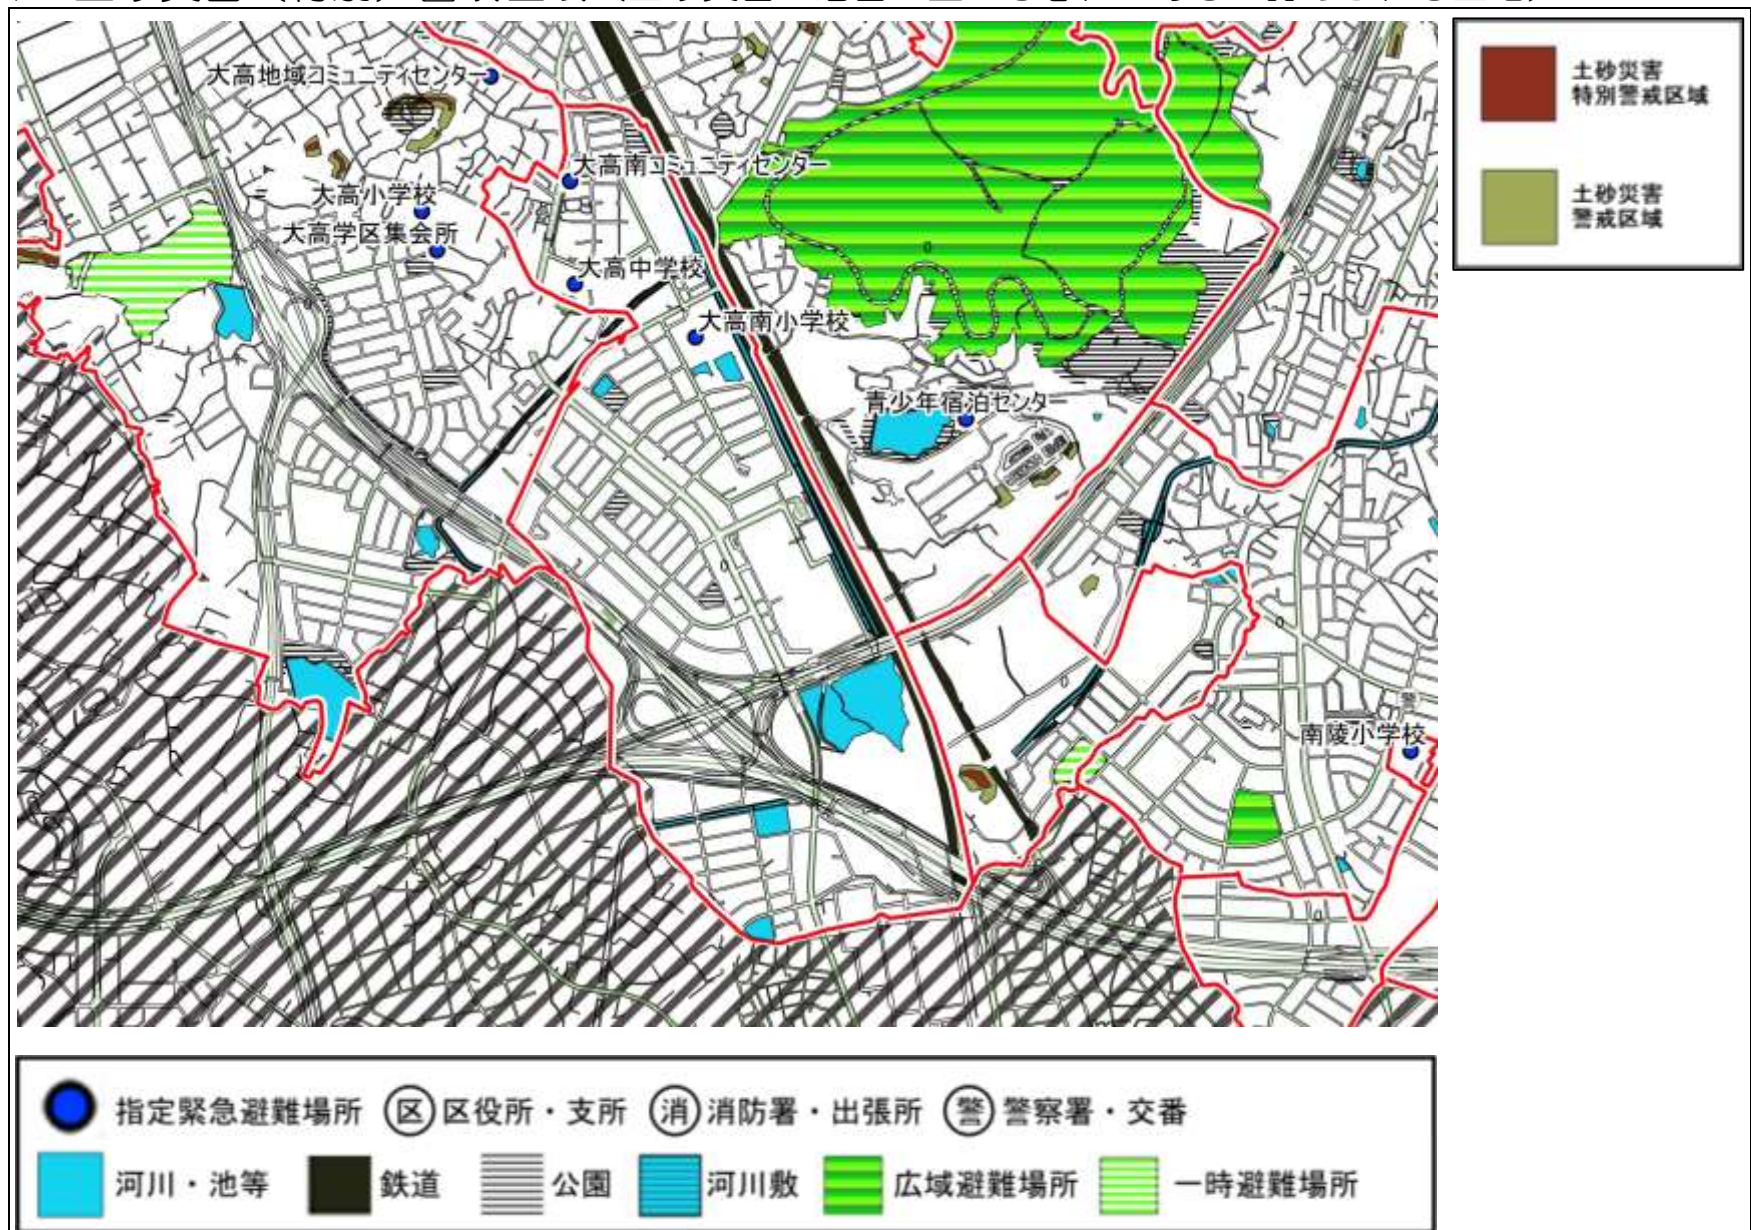 大高地域コミュニティセンター
大高南コミュニティセンター
大高小学校
大高学区集会所
大高中学校
大高南小学校
青少年宿泊センター
警
南陵小学校
土砂災害
特別警戒区域
土砂災害
警戒区域
指定緊急避難場所 区 区役所・支所 消 消防署・出張所 警 警察署・交番
河川・池等 鉄道 公園 河川敷 広域避難場所 一時避難場所